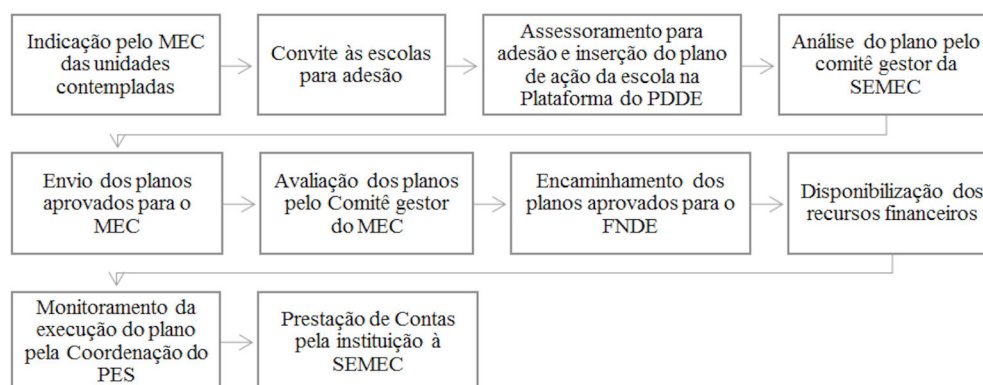 Indicação pelo MEC
das unidades
contempladas
Convite às escolas
para adesão
Assessoramento para
adesão e inserção do plano
de ação da escola na
Plataforma do PDDE
Análise do plano pelo
comitê gestor da
SEMEC
Envio dos planos
aprovados para o
MEC
Avaliação dos planos
pelo Comitê gestor
do MEC
Encaminhamento dos
planos aprovados para o
FNDE
Disponibilização dos
recursos financeiros
Monitoramento da
execução do plano
pela Coordenação do
PES
Prestação de Contas
pela instituição à
SEMEC